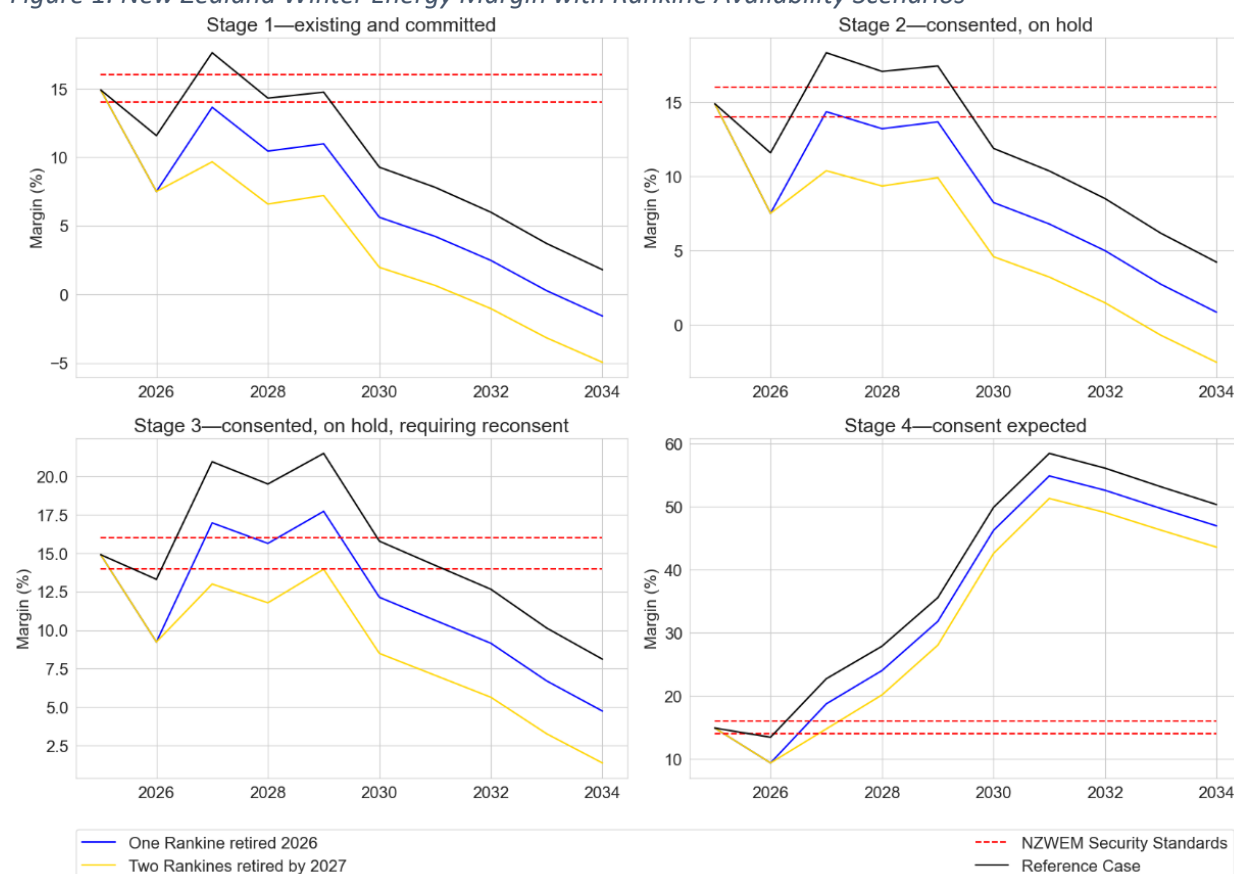 Figure 1: New Zealand Winter Energy Margin with Rankine Availability Scenarios
Stage 1—existing and committed
Margin (%)
15
10
5
0
−5
2026 2028 2030 2032 2034
Stage 2—consented, on hold
Margin (%)
15
10
5
0
2026 2028 2030 2032 2034
Stage 3—consented, on hold, requiring reconsent
Margin (%)
20.0
17.5
15.0
12.5
10.0
7.5
5.0
2.5
2026 2028 2030 2032 2034
Stage 4—consent expected
Margin (%)
60
50
40
30
20
10
2026 2028 2030 2032 2034
One Rankine retired 2026
Two Rankines retired by 2027
NZWEM Security Standards
Reference Case